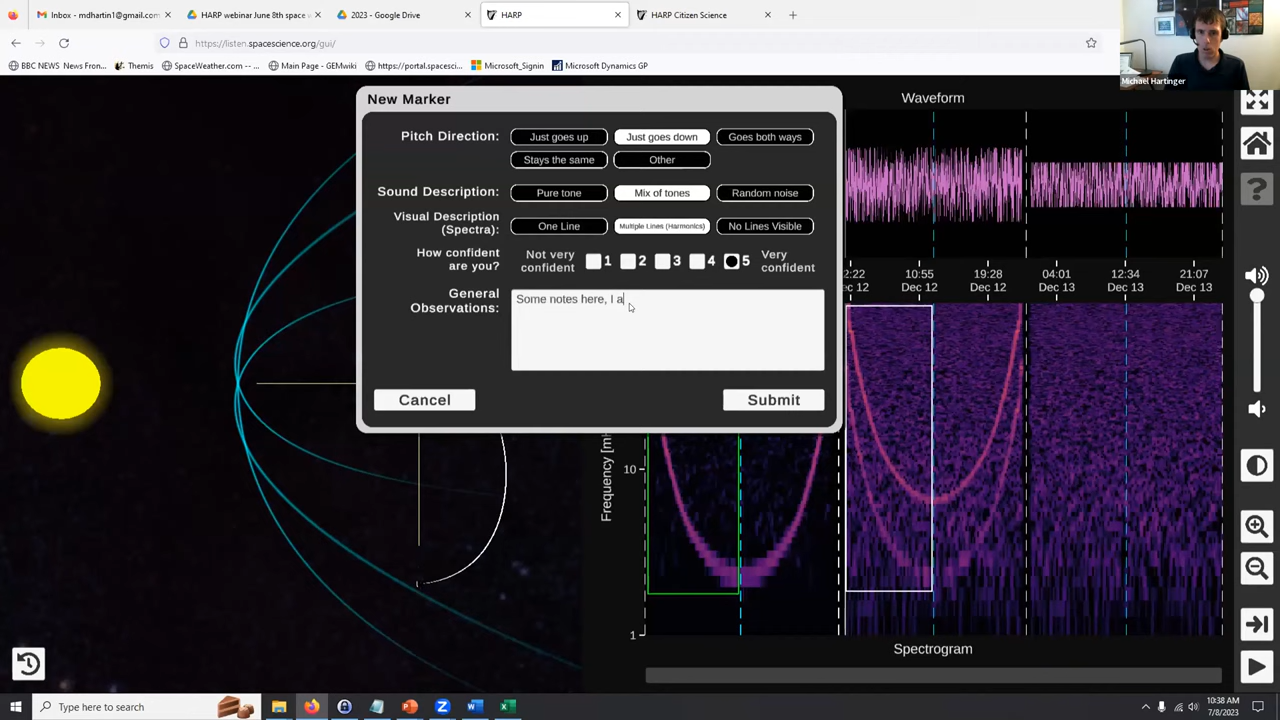 Inbox - mdhartin1@gmail.com
HARP webinar June 8th space w
2023 - Google Drive
HARP
HARP Citizen Science
https://listen.spacescience.org/gui/
BBC NEWS News Fron...
Themis
SpaceWeather.com -- ...
Main Page - GEMwiki
https://portal.spacesci...
Microsoft_Signin
Microsoft Dynamics GP
Michael Hartinger
New Marker
Pitch Direction:
Just goes up
Just goes down
Goes both ways
Stays the same
Other
Sound Description:
Pure tone
Mix of tones
Random noise
Visual Description
(Spectra):
One Line
Multiple Lines (Harmonics)
No Lines Visible
How confident
are you?
Not very
confident
1
2
3
4
5
Very
confident
General
Observations:
Some notes here, I a
Cancel
Submit
Waveform
2:22
10:55
19:28
04:01
12:34
21:07
c 12
Dec 12
Dec 12
Dec 13
Dec 13
Dec 13
10
1
Spectrogram
Type here to search
10:38 AM
7/8/2023